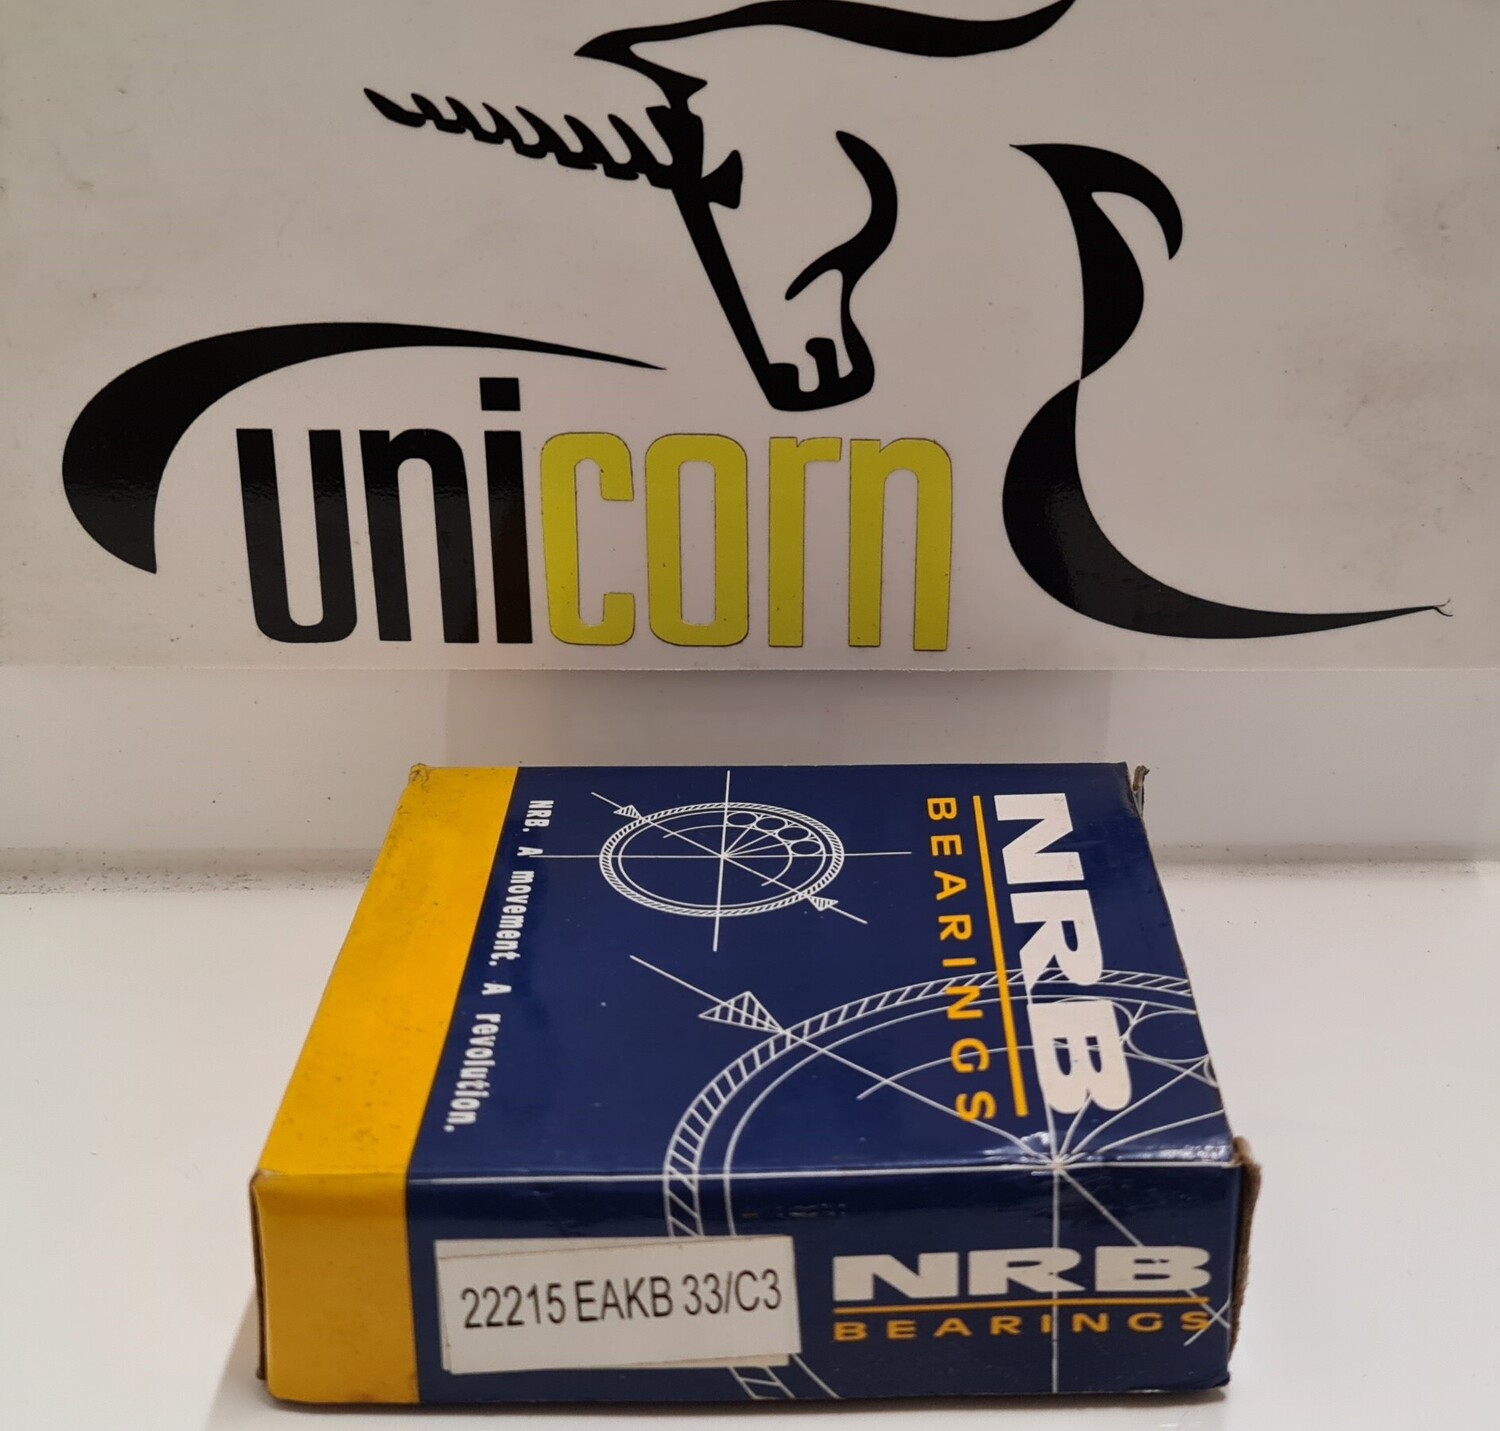 unicorn
NRB
BEARINGS
NRB. A movement. A revolution.
22215 EAKB 33/C3
NRB
BEARINGS